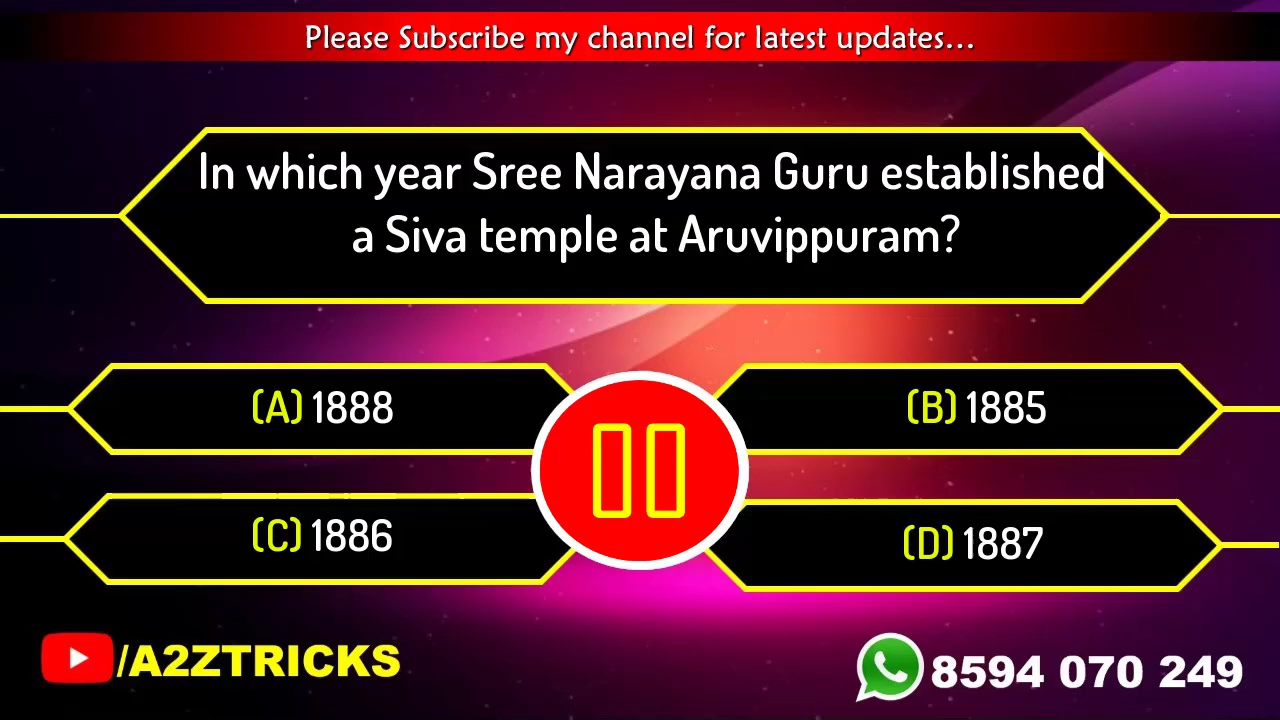 Please Subscribe my channel for latest updates...
In which year Sree Narayana Guru established
a Siva temple at Aruvippuram?
(A) 1888
(B) 1885
(C) 1886
(D) 1887
/A2ZTRICKS
8594 070 249